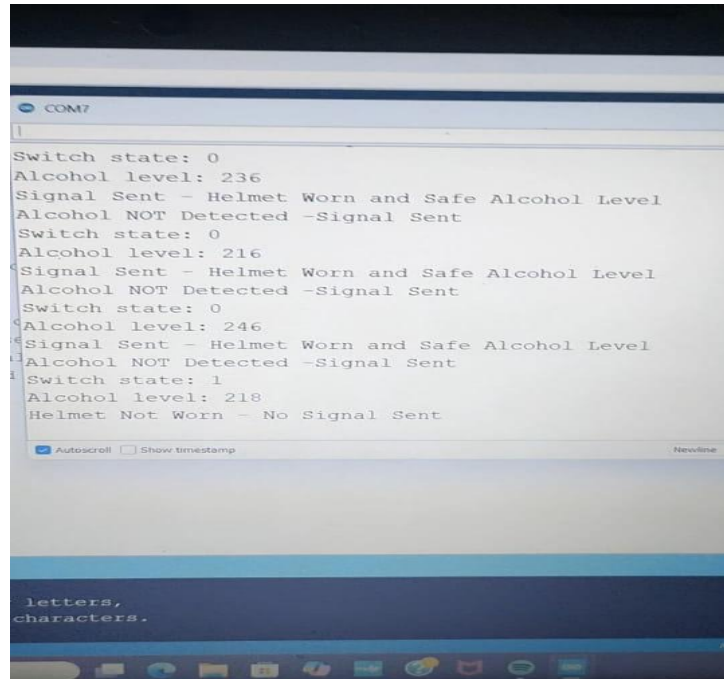 COM7
Switch state: 0
Alcohol level: 236
Signal Sent - Helmet Worn and Safe Alcohol Level
Alcohol NOT Detected -Signal Sent
Switch state: 0
Alcohol level: 216
Signal Sent - Helmet Worn and Safe Alcohol Level
Alcohol NOT Detected -Signal Sent
Switch state: 0
Alcohol level: 246
Signal Sent - Helmet Worn and Safe Alcohol Level
Alcohol NOT Detected -Signal Sent
Switch state: 1
Alcohol level: 218
Helmet Not Worn - No Signal Sent
Autoscroll Show timestamp Newline
letters,
characters.